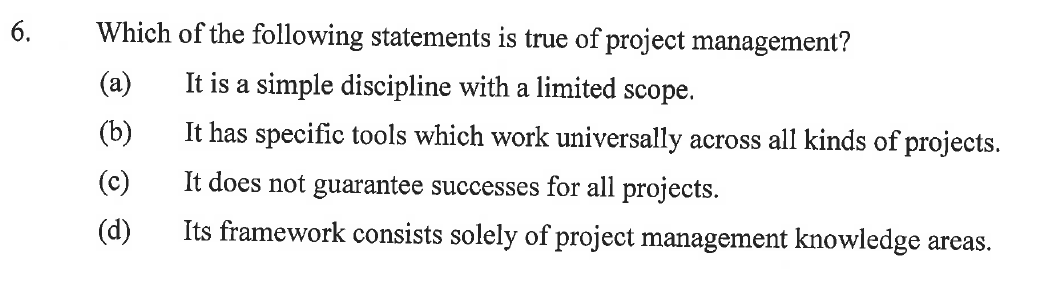 6. Which of the following statements is true of project management?
(a) It is a simple discipline with a limited scope.
(b) It has specific tools which work universally across all kinds of projects.
(c) It does not guarantee successes for all projects.
(d) Its framework consists solely of project management knowledge areas.